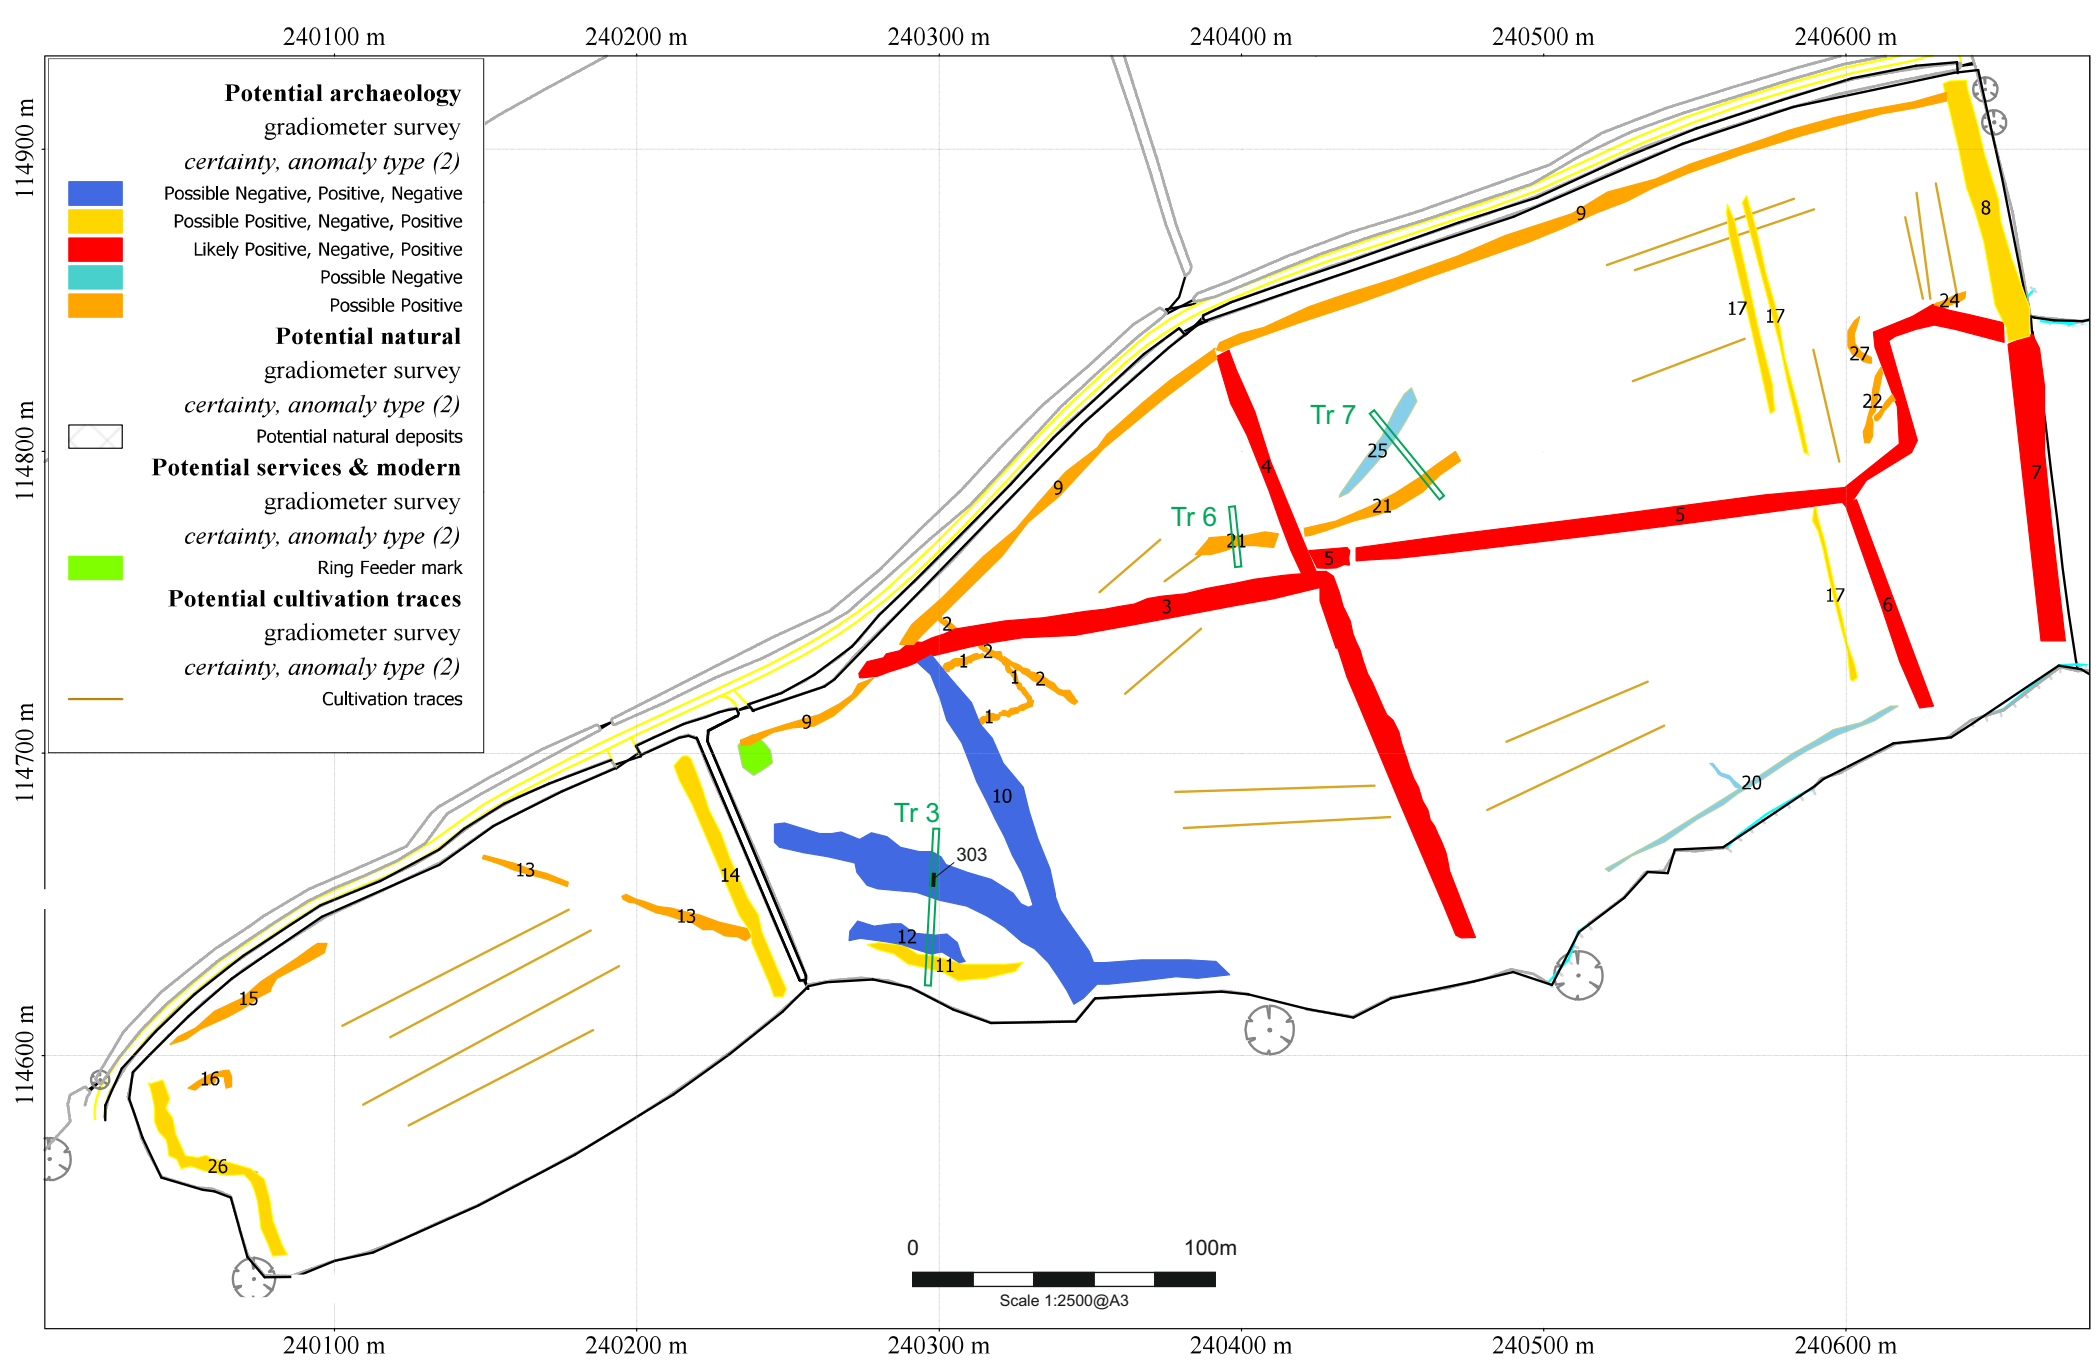 240100 m 240200 m 240300 m 240400 m 240500 m 240600 m
114900 m
114800 m
114700 m
114600 m
Potential archaeology
gradiometer survey
certainty, anomaly type (2)
Possible Negative, Positive, Negative
Possible Positive, Negative, Positive
Likely Positive, Negative, Positive
Possible Negative
Possible Positive
Potential natural
gradiometer survey
certainty, anomaly type (2)
Potential natural deposits
Potential services & modern
gradiometer survey
certainty, anomaly type (2)
Ring Feeder mark
Potential cultivation traces
gradiometer survey
certainty, anomaly type (2)
Cultivation traces
8
9
24
17
17
27
22
Tr 7
25
4
7
9
21
Tr 6
21
5
5
17
6
3
2
2
1
1
2
1
9
20
10
Tr 3
303
13
14
13
12
11
15
16
26
0 100m
Scale 1:2500@A3
240100 m 240200 m 240300 m 240400 m 240500 m 240600 m